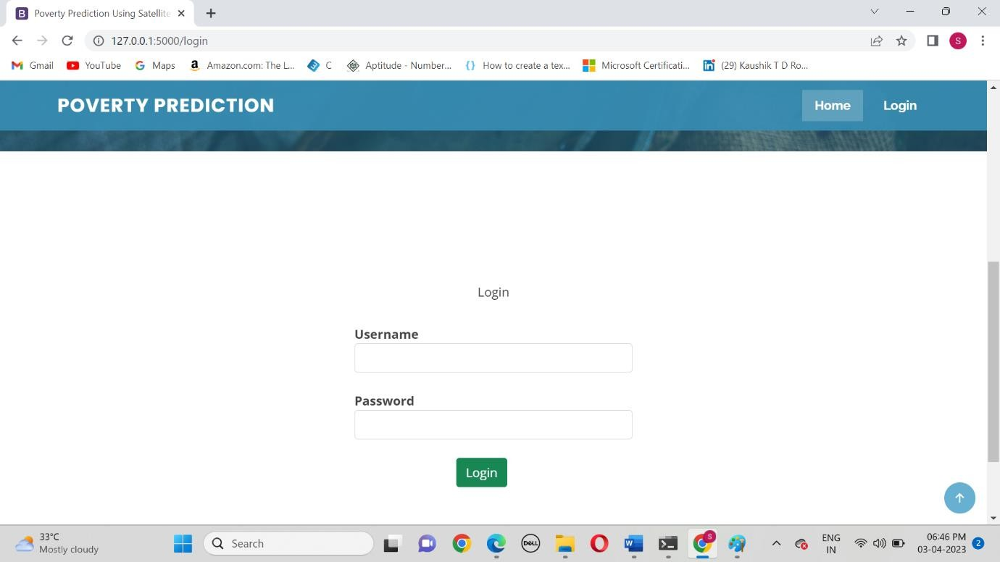 B Poverty Prediction Using Satellite
127.0.0.1:5000/login
S
Gmail YouTube Maps Amazon.com: The L... C Aptitude - Number... How to create a tex... Microsoft Certificati... (29) Kaushik T D Ro...
POVERTY PREDICTION Home Login
Login
Username
Password
Login
33°C
Mostly cloudy
Search
DELL
S
ENG
IN
06:46 PM
03-04-2023
2